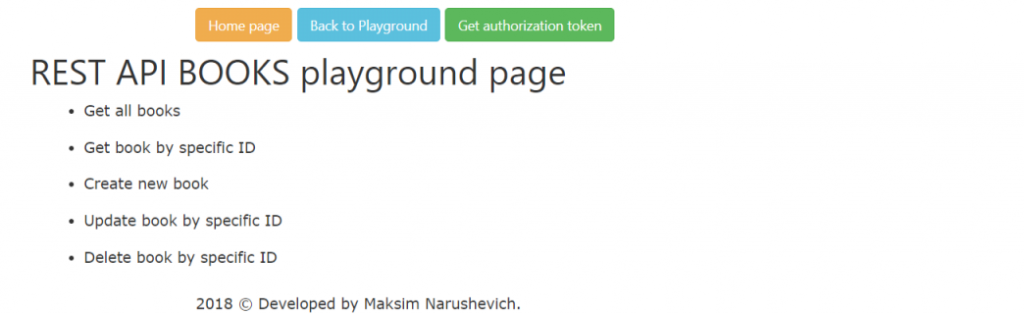 Home page Back to Playground Get authorization token
REST API BOOKS playground page
• Get all books
• Get book by specific ID
• Create new book
• Update book by specific ID
• Delete book by specific ID
2018 © Developed by Maksim Narushevich.